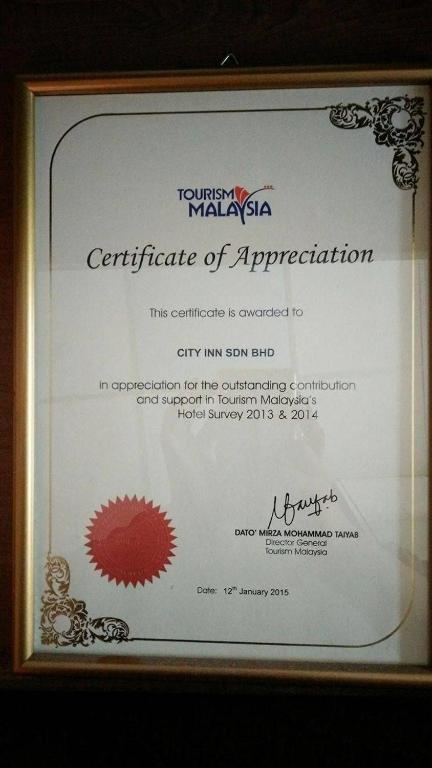 TOURISM
MALAYSIA
Certificate of Appreciation
This certificate is awarded to
CITY INN SDN BHD
in appreciation for the outstanding contribution
and support in Tourism Malaysia's
Hotel Survey 2013 & 2014
DATO' MIRZA MOHAMMAD TAIYAB
Director General
Tourism Malaysia
Date: 12th January 2015